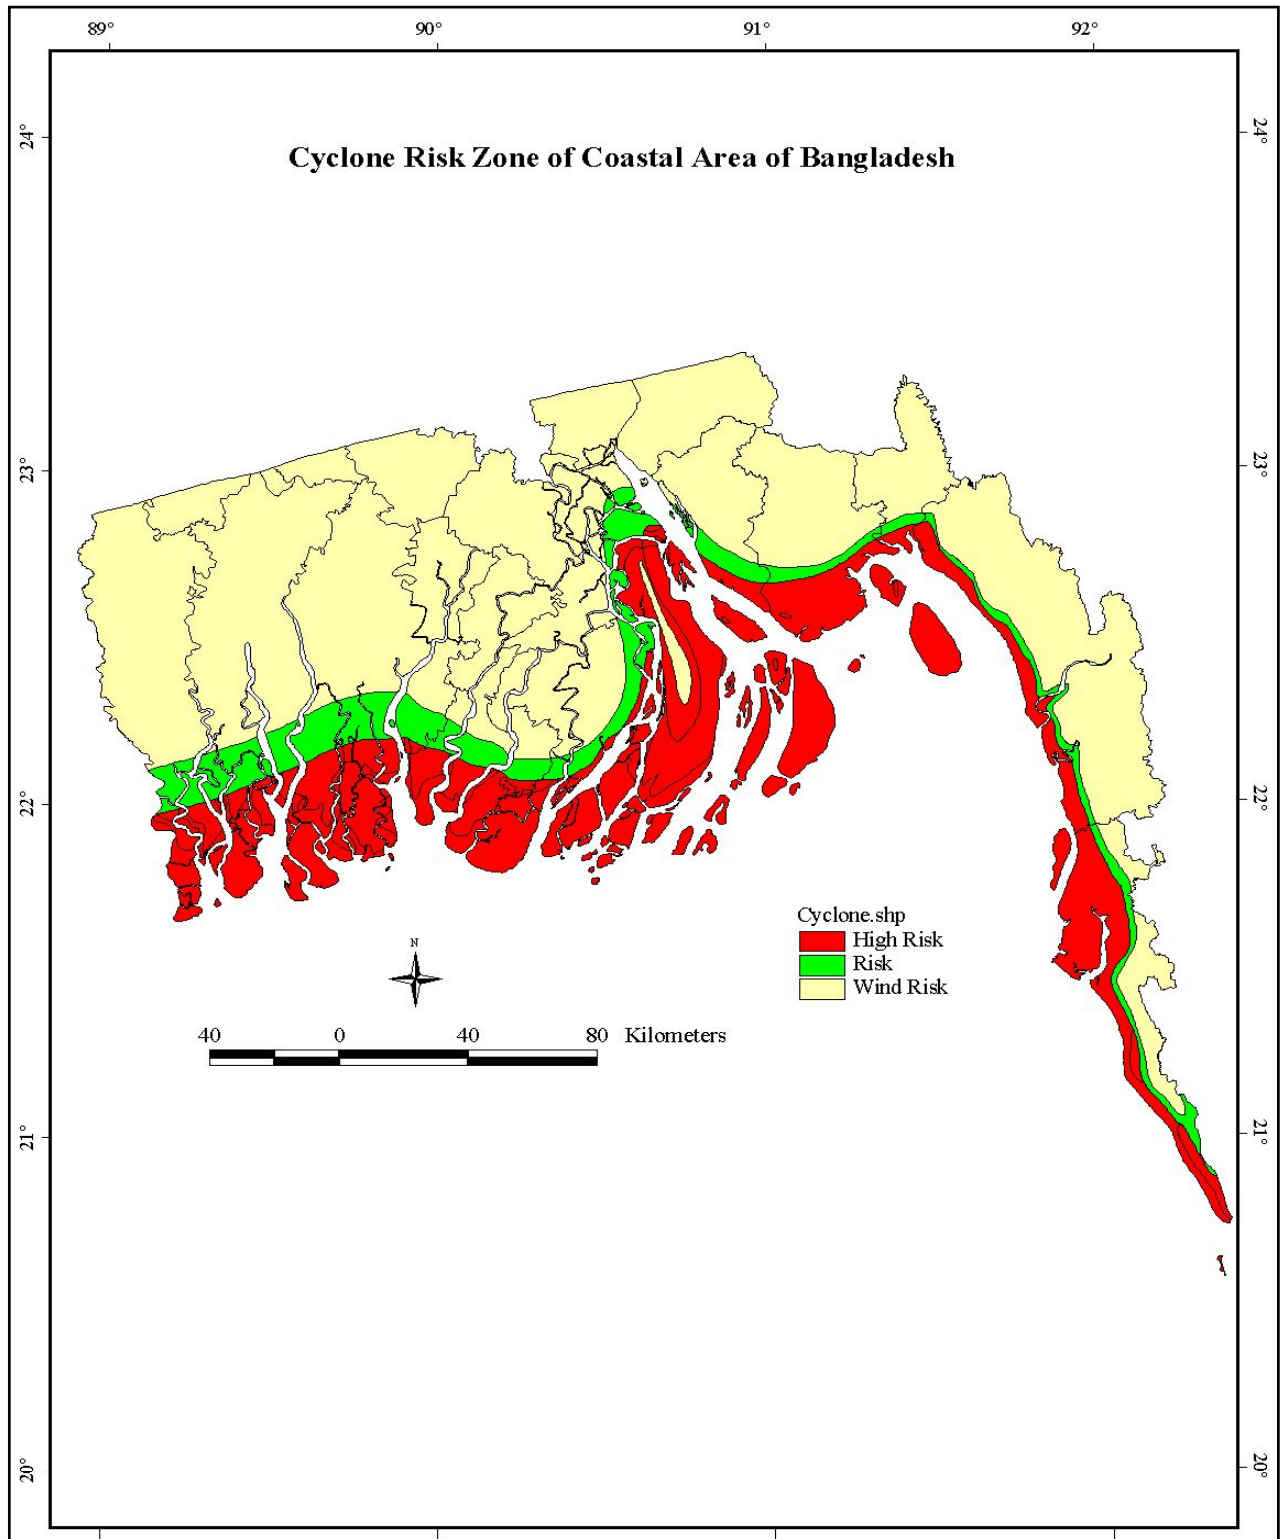 89° 90° 91° 92°
24° 24°
Cyclone Risk Zone of Coastal Area of Bangladesh
23° 23°
22° 22°
Cyclone.shp
High Risk
Risk
Wind Risk
N
40 0 40 80 Kilometers
21° 21°
20° 20°